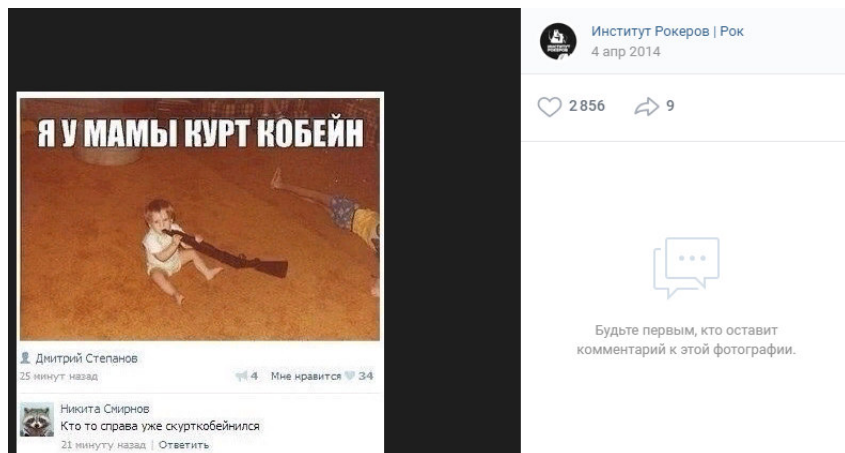 Институт Рокеров | Рок
4 апр 2014
2 856 9
Я У МАМЫ КУРТ КОБЕЙН
Дмитрий Степанов
25 минут назад 4 Мне нравится 34
Никита Смирнов
Кто то справа уже скурткобейнился
21 минуту назад | Ответить
Будьте первым, кто оставит
комментарий к этой фотографии.